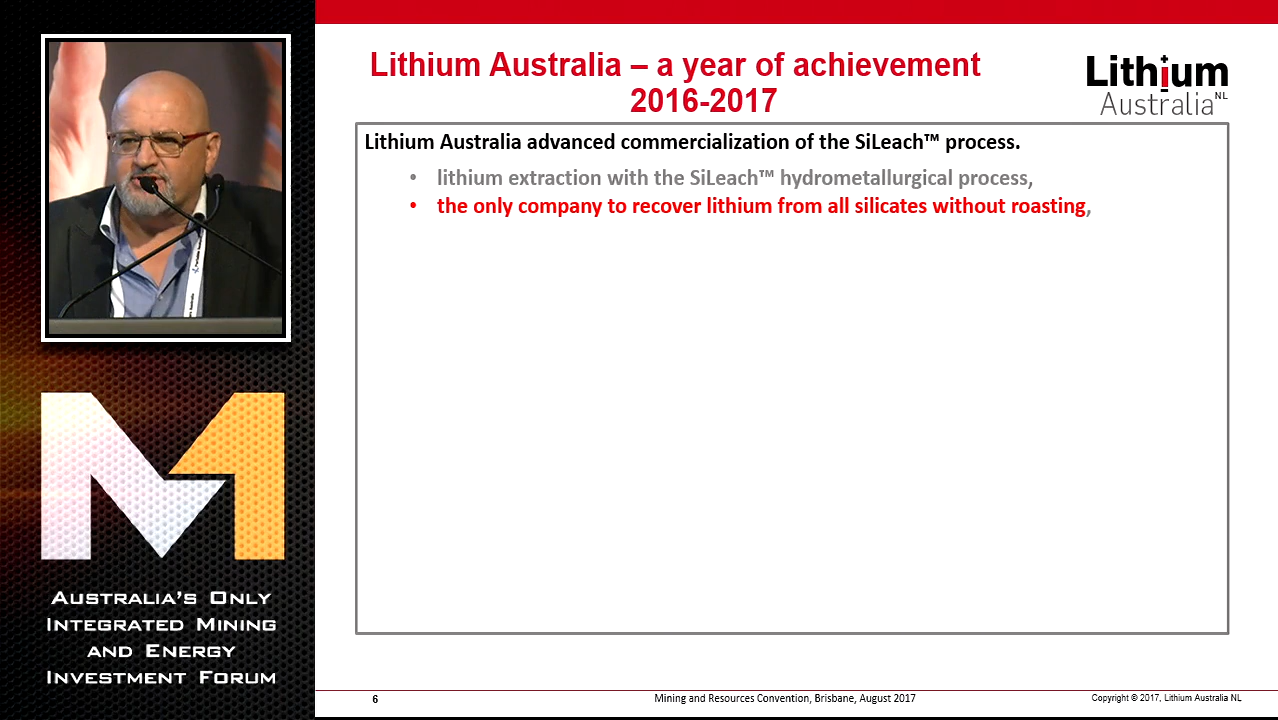 Lithium Australia – a year of achievement
2016-2017
Lithium
Australia NL
Lithium Australia advanced commercialization of the SiLeach™ process.
• lithium extraction with the SiLeach™ hydrometallurgical process,
• the only company to recover lithium from all silicates without roasting,
AUSTRALIA'S ONLY
INTEGRATED MINING
AND ENERGY
INVESTMENT FORUM
6
Mining and Resources Convention, Brisbane, August 2017
Copyright © 2017, Lithium Australia NL